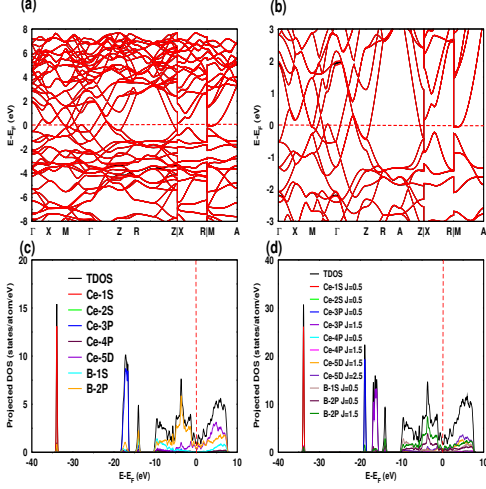 (a)
(b)
8
6
4
2
0
-2
-4
-6
-8
E-E_F (eV)
Γ X M Γ Z R Z|X R|M A
3
2
1
0
-1
-2
-3
E-E_F (eV)
Γ X M Γ Z R A Z|X R|M A
(c)
20
15
10
5
0
Projected DOS (states/atom/eV)
TDOS
Ce-1S
Ce-2S
Ce-3P
Ce-4P
Ce-5D
B-1S
B-2P
-40 -30 -20 -10 0 10
E-E_F (eV)
(d)
60
40
20
0
Projected DOS (states/atom/eV)
TDOS
Ce-1S J=0.5
Ce-2S J=0.5
Ce-3P J=0.5
Ce-3P J=1.5
Ce-4P J=0.5
Ce-4P J=1.5
Ce-5D J=1.5
Ce-5D J=2.5
B-1S J=0.5
B-2P J=0.5
B-2P J=1.5
-40 -30 -20 -10 0 10
E-E_F (eV)